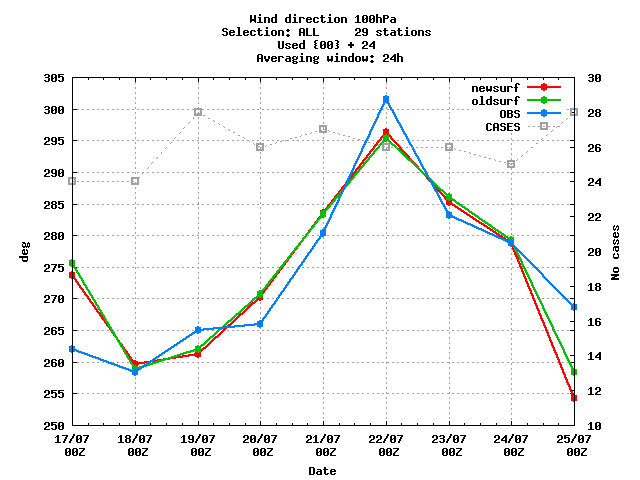 Wind direction 100hPa
Selection: ALL     29 stations
Used {00} + 24
Averaging window: 24h
305
300
295
290
285
280
275
270
265
260
255
250
30
28
26
24
22
20
18
16
14
12
10
newsurf
oldsurf
OBS
CASES
deg
No cases
17/07 18/07 19/07 20/07 21/07 22/07 23/07 24/07 25/07
00Z 00Z 00Z 00Z 00Z 00Z 00Z 00Z 00Z
Date